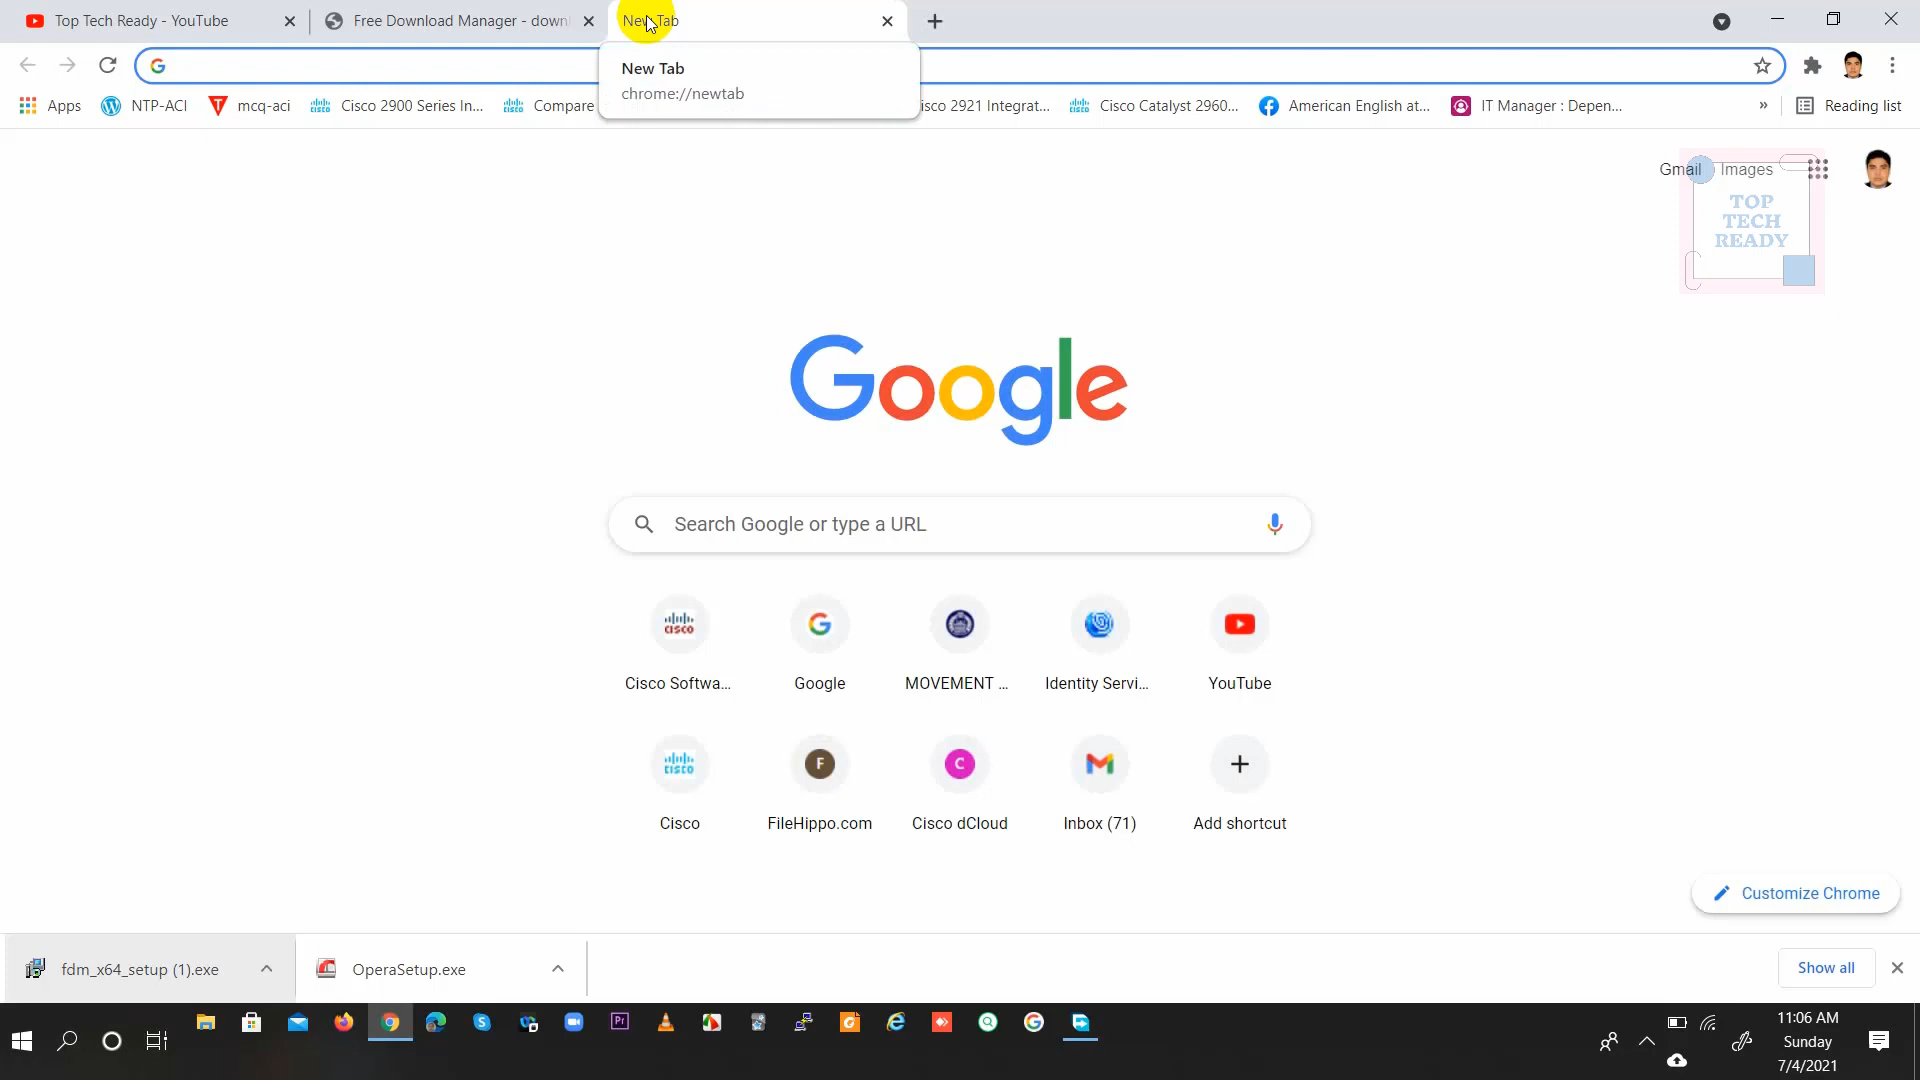 Top Tech Ready - YouTube
Free Download Manager - down
New Tab
New Tab
chrome://newtab
Apps
NTP-ACI
mcq-aci
Cisco 2900 Series In...
Compare
isco 2921 Integrat...
Cisco Catalyst 2960...
American English at...
IT Manager : Depen...
»
Reading list
Gmail
Images
TOP
TECH
READY
Google
Search Google or type a URL
Cisco Softwa...
Google
MOVEMENT ...
Identity Servi...
YouTube
Cisco
FileHippo.com
Cisco dCloud
Inbox (71)
Add shortcut
Customize Chrome
fdm_x64_setup (1).exe
OperaSetup.exe
Show all
11:06 AM
Sunday
7/4/2021